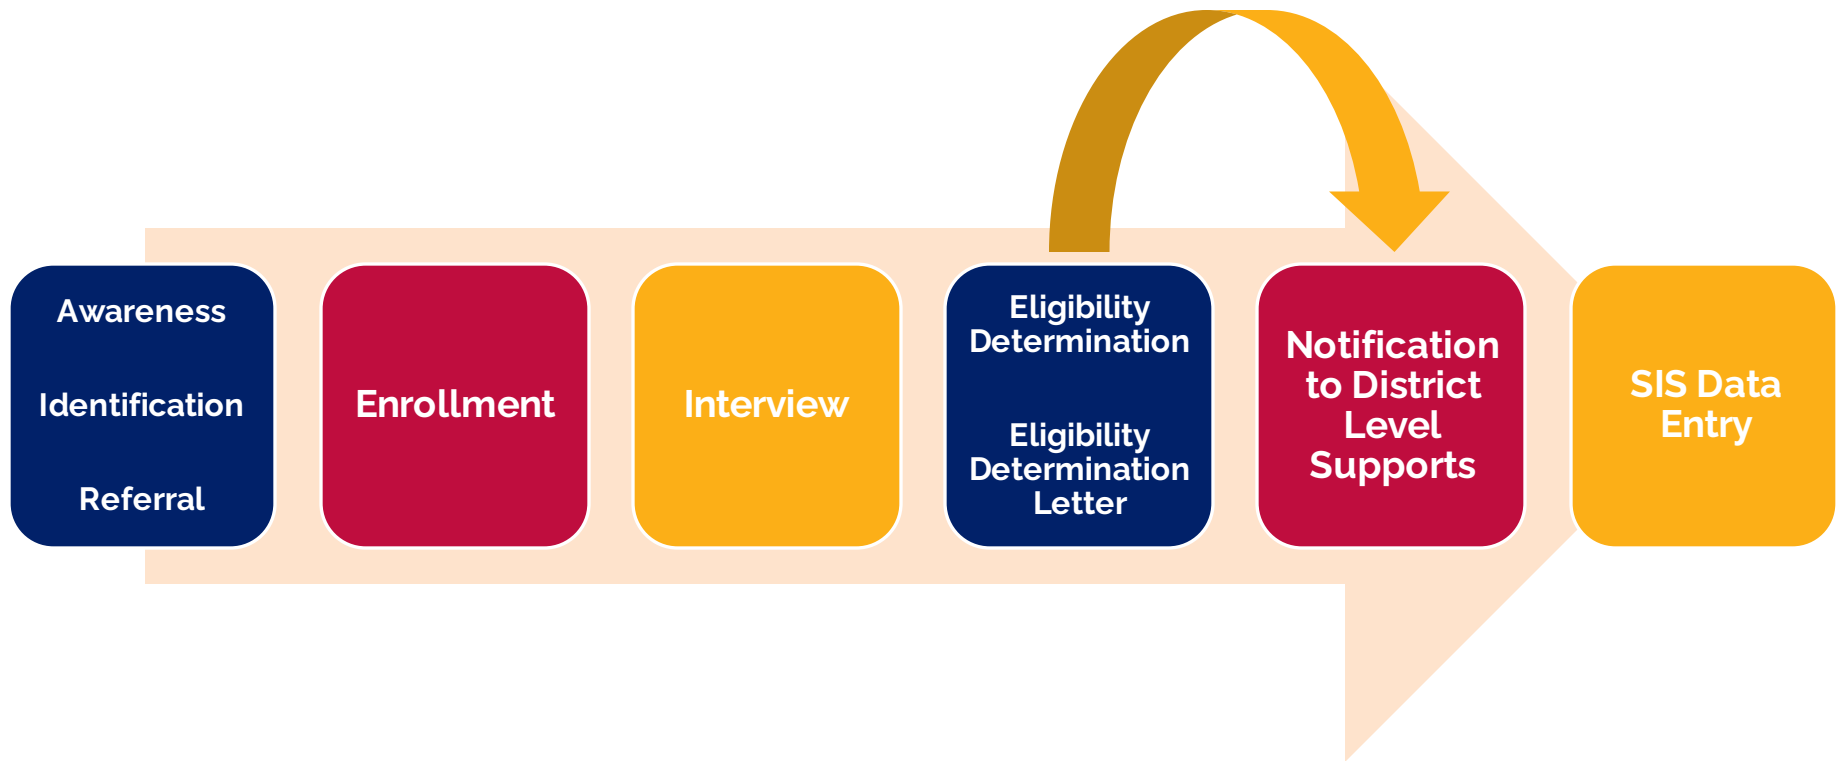 Awareness
Identification
Referral
Enrollment
Interview
Eligibility
Determination
Eligibility
Determination
Letter
Notification
to District
Level
Supports
SIS Data
Entry